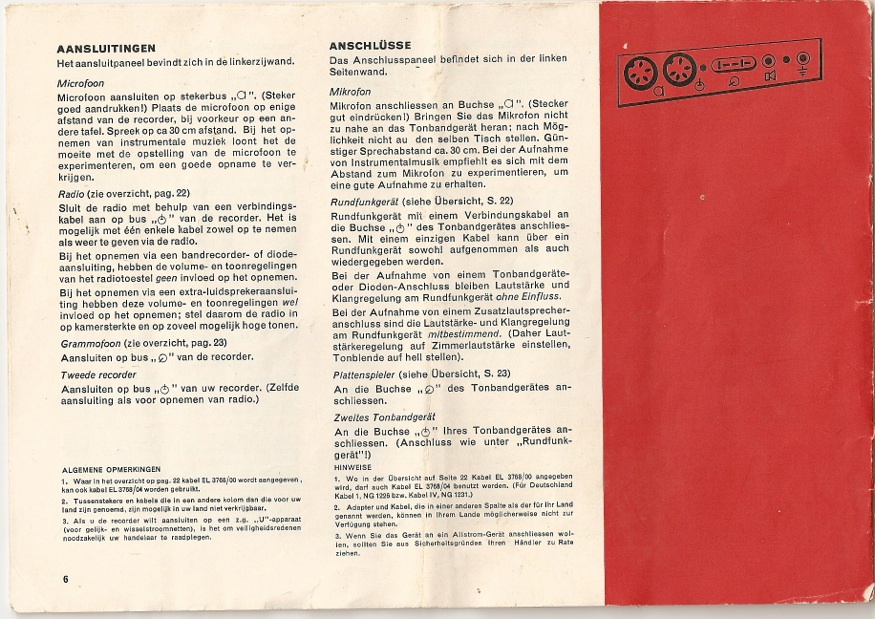 AANSLUITINGEN
Het aansluitpaneel bevindt zich in de linkerzijwand.
Microfoon
Microfoon aansluiten op stekerbus „ ”. (Steker
goed aandrukken!) Plaats de microfoon op enige
afstand van de recorder, bij voorkeur op een an-
dere tafel. Spreek op ca 30 cm afstand. Bij het op-
nemen van instrumentale muziek loont het de
moeite met de opstelling van de microfoon te
experimenteren, om een goede opname te ver-
krijgen.
Radio (zie overzicht, pag. 22)
Sluit de radio met behulp van een verbindings-
kabel aan op bus „ ” van de recorder. Het is
mogelijk met één enkele kabel zowel op te nemen
als weer te geven via de radio.
Bij het opnemen via een bandrecorder- of diode-
aansluiting, hebben de volume- en toonregelingen
van het radiotoestel geen invloed op het opnemen.
Bij het opnemen via een extra-luidsprekeraanslui-
ting hebben deze volume- en toonregelingen wel
invloed op het opnemen; stel daarom de radio in
op kamersterkte en op zoveel mogelijk hoge tonen.
Grammofoon (zie overzicht, pag. 23)
Aansluiten op bus „ ” van de recorder.
Tweede recorder
Aansluiten op bus „ ” van uw recorder. (Zelfde
aansluiting als voor opnemen van radio.)
ALGEMENE OPMERKINGEN
1. Waar in het overzicht op pag. 22 kabel EL 3768/00 wordt aangegeven,
kan ook kabel EL 3768/04 worden gebruikt.
2. Tussenstekers en kabels die in een andere kolom dan die voor uw
land zijn genoemd, zijn mogelijk in uw land niet verkrijgbaar.
3. Als u de recorder wilt aansluiten op een z.g. „U”-apparaat
(voor gelijk- en wisselstroomnetten), is het om veiligheidsredenen
noodzakelijk uw handelaar te raadplegen.
6
ANSCHLÜSSE
Das Anschlusspaneel befindet sich in der linken
Seitenwand.
Mikrofon
Mikrofon anschliessen an Buchse „ ”. (Stecker
gut eindrücken!) Bringen Sie das Mikrofon nicht
zu nahe an das Tonbandgerät heran; nach Mög-
lichkeit nicht au den selben Tisch stellen. Gün-
stiger Sprechabstand ca. 30 cm. Bei der Aufnahme
von Instrumentalmusik empfiehlt es sich mit dem
Abstand zum Mikrofon zu experimentieren, um
eine gute Aufnahme zu erhalten.
Rundfunkgerät (siehe Übersicht, S. 22)
Rundfunkgerät mit einem Verbindungskabel an
die Buchse „ ” des Tonbandgerätes anschlies-
sen. Mit einem einzigen Kabel kann über ein
Rundfunkgerät sowohl aufgenommen als auch
wiedergegeben werden.
Bei der Aufnahme von einem Tonbandgeräte-
oder Dioden-Anschluss bleiben Lautstärke und
Klangregelung am Rundfunkgerät ohne Einfluss.
Bei der Aufnahme von einem Zusatzlautsprecher-
anschluss sind die Lautstärke- und Klangregelung
am Rundfunkgerät mitbestimmend. (Daher Laut-
stärkeregelung auf Zimmerlautstärke einstellen,
Tonblende auf hell stellen).
Plattenspieler (siehe Übersicht, S. 23)
An die Buchse „ ” des Tonbandgerätes an-
schliessen.
Zweites Tonbandgerät
An die Buchse „ ” Ihres Tonbandgerätes an-
schliessen. (Anschluss wie unter „Rundfunk-
gerät”!)
HINWEISE
1. Wo in der Übersicht auf Seite 22 Kabel EL 3768/00 angegeben
wird, darf auch Kabel EL 3768/04 benutzt werden. (Für Deutschland
Kabel 1, NG 1226 bzw. Kabel IV, NG 1231.)
2. Adapter und Kabel, die in einer anderes Spalte als der für Ihr Land
genannt werden, können in Ihrem Lande möglicherweise nicht zur
Verfügung stehen.
3. Wenn Sie das Gerät an ein Allstrom-Gerät anschliessen wol-
len, sollten Sie aus Sicherheitsgründen Ihren Händler zu Rate
ziehen.